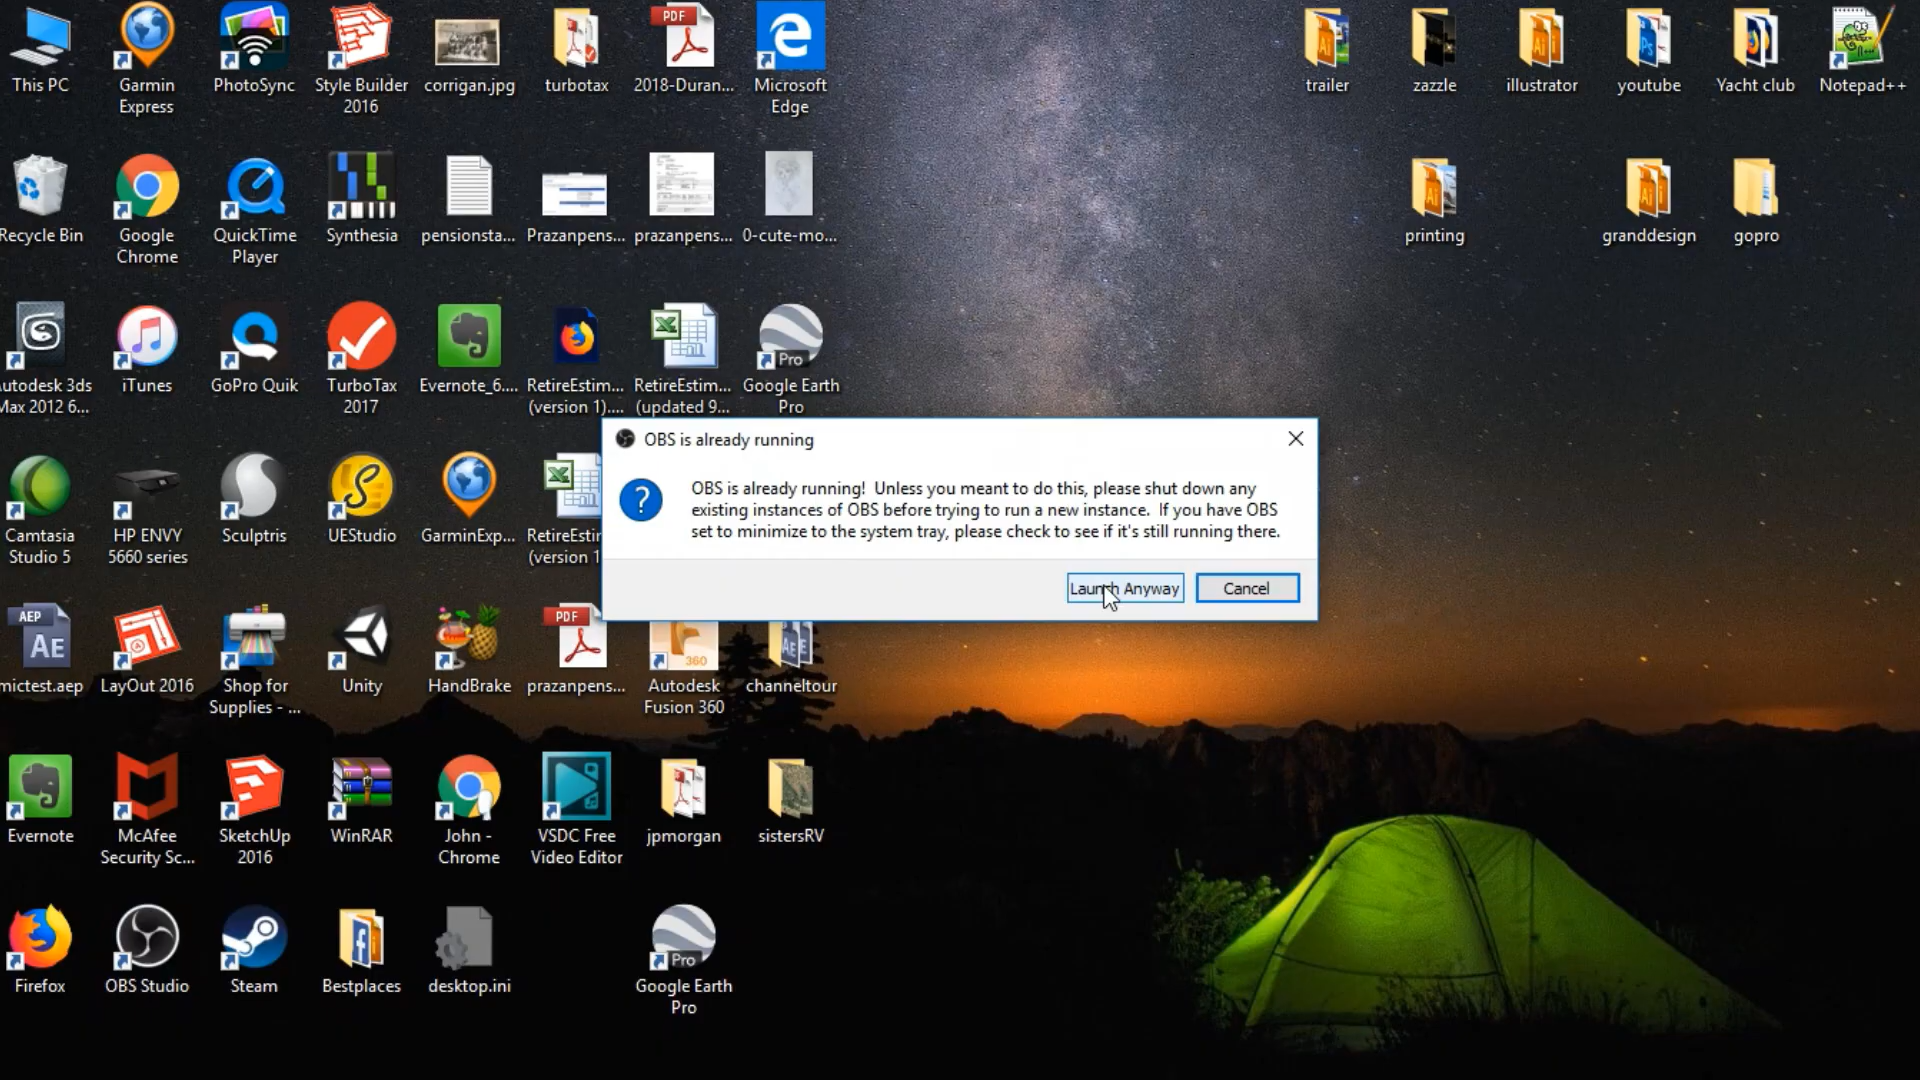 This PC
Garmin
Express
PhotoSync
Style Builder
2016
corrigan.jpg
turbotax
PDF
2018-Duran...
Microsoft
Edge
trailer
zazzle
illustrator
youtube
Yacht club
Notepad++
Recycle Bin
Google
Chrome
QuickTime
Player
Synthesia
pensionsta...
Prazanpens...
prazanpens...
0-cute-mo...
printing
granddesign
gopro
utodesk 3ds
Max 2012 6...
iTunes
GoPro Quik
TurboTax
2017
Evernote_6....
RetireEstim...
(version 1)....
RetireEstim...
(updated 9...
Pro
Google Earth
Pro
OBS is already running
OBS is already running! Unless you meant to do this, please shut down any
existing instances of OBS before trying to run a new instance. If you have OBS
set to minimize to the system tray, please check to see if it's still running there.
Launch Anyway
Cancel
Camtasia
Studio 5
HP ENVY
5660 series
Sculptris
UEStudio
GarminExp...
RetireEstir
(version 1
AEP
Ae
mictest.aep
LayOut 2016
Shop for
Supplies - ...
Unity
HandBrake
PDF
prazanpens...
360
Autodesk
Fusion 360
AE
channeltour
Evernote
McAfee
Security Sc...
SketchUp
2016
WinRAR
John -
Chrome
VSDC Free
Video Editor
jpmorgan
sistersRV
Firefox
OBS Studio
Steam
Bestplaces
desktop.ini
Pro
Google Earth
Pro